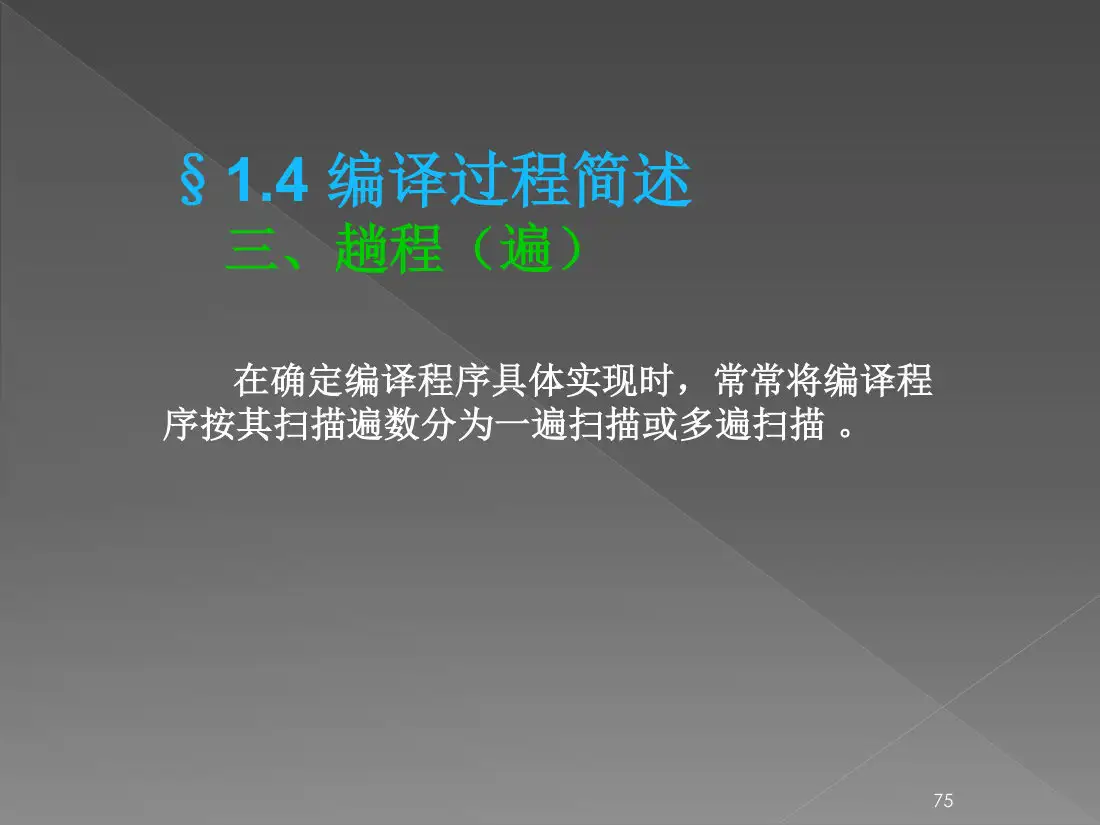 §1.4 编译过程简述
三、趟程（遍）
在确定编译程序具体实现时，常常将编译程
序按其扫描遍数分为一遍扫描或多遍扫描 。
75